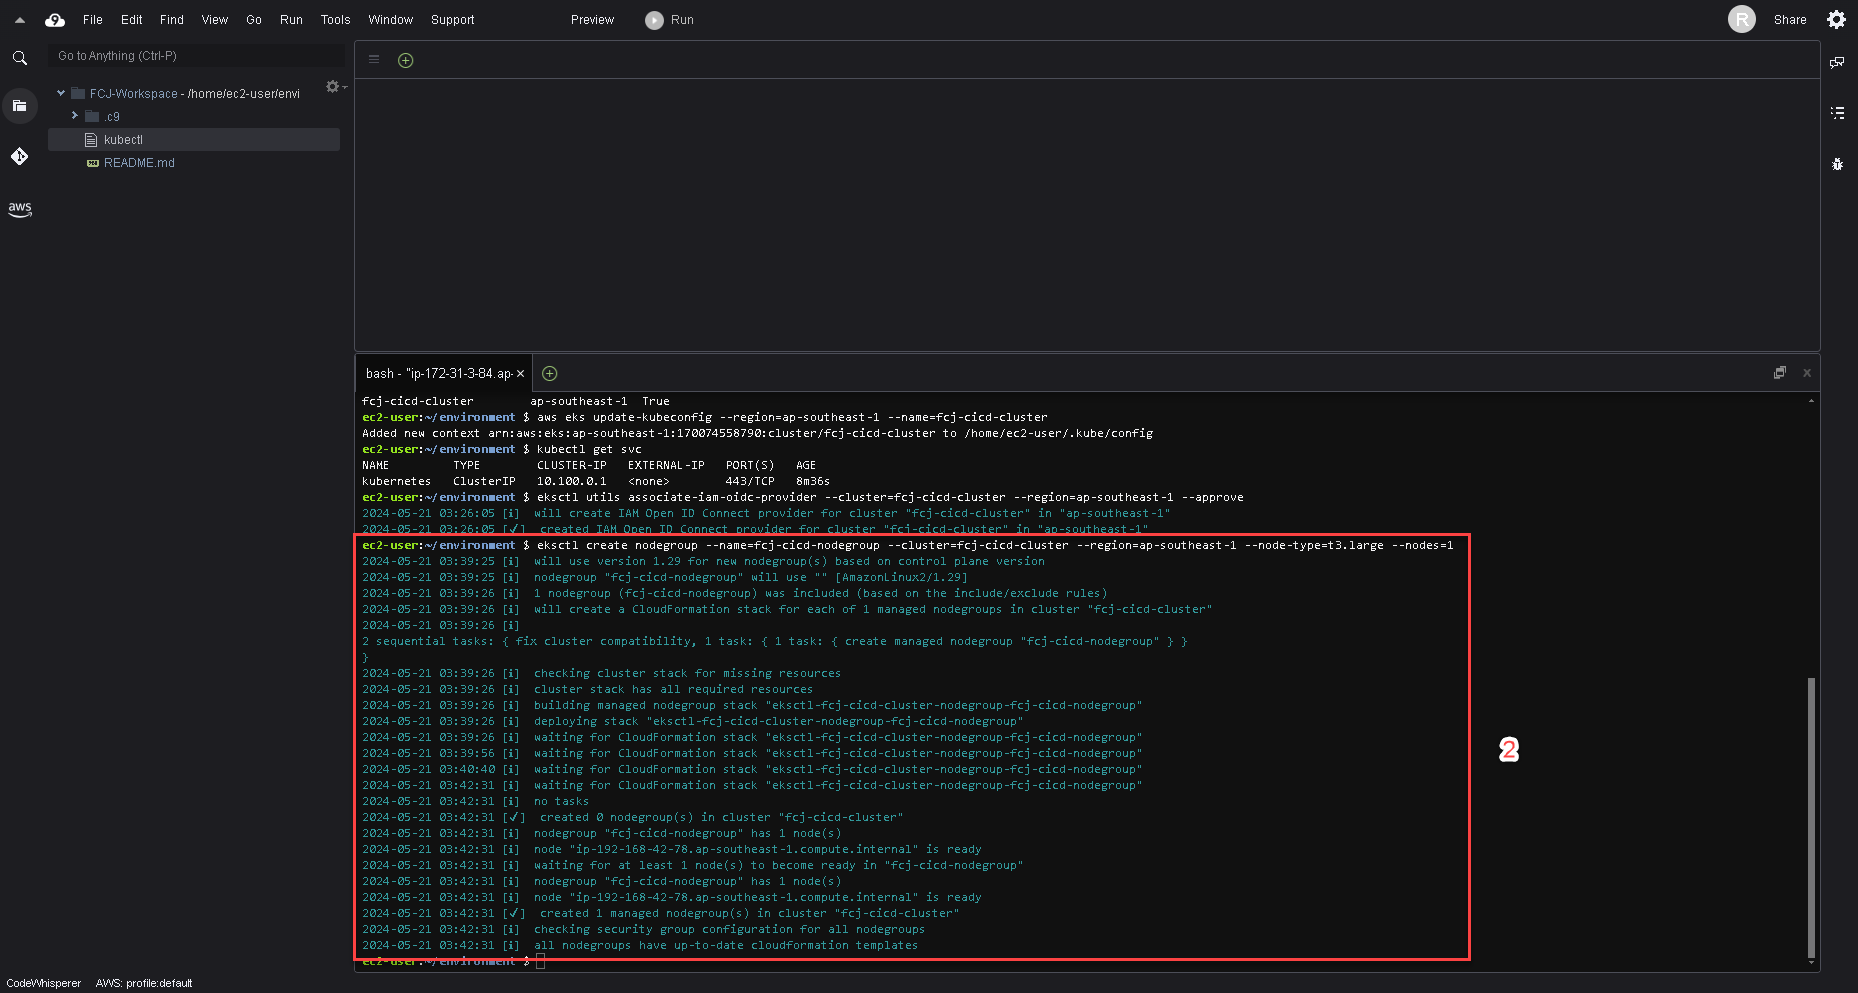 File Edit Find View Go Run Tools Window Support Preview Run R Share
Go to Anything (Ctrl-P)
FCJ-Workspace - /home/ec2-user/envi
.c9
kubectl
README.md
aws
bash - "ip-172-31-3-84.ap-
fcj-cicd-cluster ap-southeast-1 True
ec2-user:~/environment $ aws eks update-kubeconfig --region=ap-southeast-1 --name=fcj-cicd-cluster
Added new context arn:aws:eks:ap-southeast-1:170074558790:cluster/fcj-cicd-cluster to /home/ec2-user/.kube/config
ec2-user:~/environment $ kubectl get svc
NAME TYPE CLUSTER-IP EXTERNAL-IP PORT(S) AGE
kubernetes ClusterIP 10.100.0.1 <none> 443/TCP 8m36s
ec2-user:~/environment $ eksctl utils associate-iam-oidc-provider --cluster=fcj-cicd-cluster --region=ap-southeast-1 --approve
2024-05-21 03:26:05 [i] will create IAM Open ID Connect provider for cluster "fcj-cicd-cluster" in "ap-southeast-1"
2024-05-21 03:26:05 [✓] created IAM Open ID Connect provider for cluster "fcj-cicd-cluster" in "ap-southeast-1"
ec2-user:~/environment $ eksctl create nodegroup --name=fcj-cicd-nodegroup --cluster=fcj-cicd-cluster --region=ap-southeast-1 --node-type=t3.large --nodes=1
2024-05-21 03:39:25 [i] will use version 1.29 for new nodegroup(s) based on control plane version
2024-05-21 03:39:25 [i] nodegroup "fcj-cicd-nodegroup" will use "" [AmazonLinux2/1.29]
2024-05-21 03:39:26 [i] 1 nodegroup (fcj-cicd-nodegroup) was included (based on the include/exclude rules)
2024-05-21 03:39:26 [i] will create a CloudFormation stack for each of 1 managed nodegroups in cluster "fcj-cicd-cluster"
2024-05-21 03:39:26 [i]
2 sequential tasks: { fix cluster compatibility, 1 task: { 1 task: { create managed nodegroup "fcj-cicd-nodegroup" } }
}
2024-05-21 03:39:26 [i] checking cluster stack for missing resources
2024-05-21 03:39:26 [i] cluster stack has all required resources
2024-05-21 03:39:26 [i] building managed nodegroup stack "eksctl-fcj-cicd-cluster-nodegroup-fcj-cicd-nodegroup"
2024-05-21 03:39:26 [i] deploying stack "eksctl-fcj-cicd-cluster-nodegroup-fcj-cicd-nodegroup"
2024-05-21 03:39:26 [i] waiting for CloudFormation stack "eksctl-fcj-cicd-cluster-nodegroup-fcj-cicd-nodegroup"
2024-05-21 03:39:56 [i] waiting for CloudFormation stack "eksctl-fcj-cicd-cluster-nodegroup-fcj-cicd-nodegroup"
2024-05-21 03:40:40 [i] waiting for CloudFormation stack "eksctl-fcj-cicd-cluster-nodegroup-fcj-cicd-nodegroup"
2024-05-21 03:42:31 [i] waiting for CloudFormation stack "eksctl-fcj-cicd-cluster-nodegroup-fcj-cicd-nodegroup"
2024-05-21 03:42:31 [i] no tasks
2024-05-21 03:42:31 [✓] created 0 nodegroup(s) in cluster "fcj-cicd-cluster"
2024-05-21 03:42:31 [i] nodegroup "fcj-cicd-nodegroup" has 1 node(s)
2024-05-21 03:42:31 [i] node "ip-192-168-42-78.ap-southeast-1.compute.internal" is ready
2024-05-21 03:42:31 [i] waiting for at least 1 node(s) to become ready in "fcj-cicd-nodegroup"
2024-05-21 03:42:31 [i] nodegroup "fcj-cicd-nodegroup" has 1 node(s)
2024-05-21 03:42:31 [i] node "ip-192-168-42-78.ap-southeast-1.compute.internal" is ready
2024-05-21 03:42:31 [✓] created 1 managed nodegroup(s) in cluster "fcj-cicd-cluster"
2024-05-21 03:42:31 [i] checking security group configuration for all nodegroups
2024-05-21 03:42:31 [i] all nodegroups have up-to-date cloudformation templates
ec2-user:~/environment $
2
CodeWhisperer AWS: profile:default